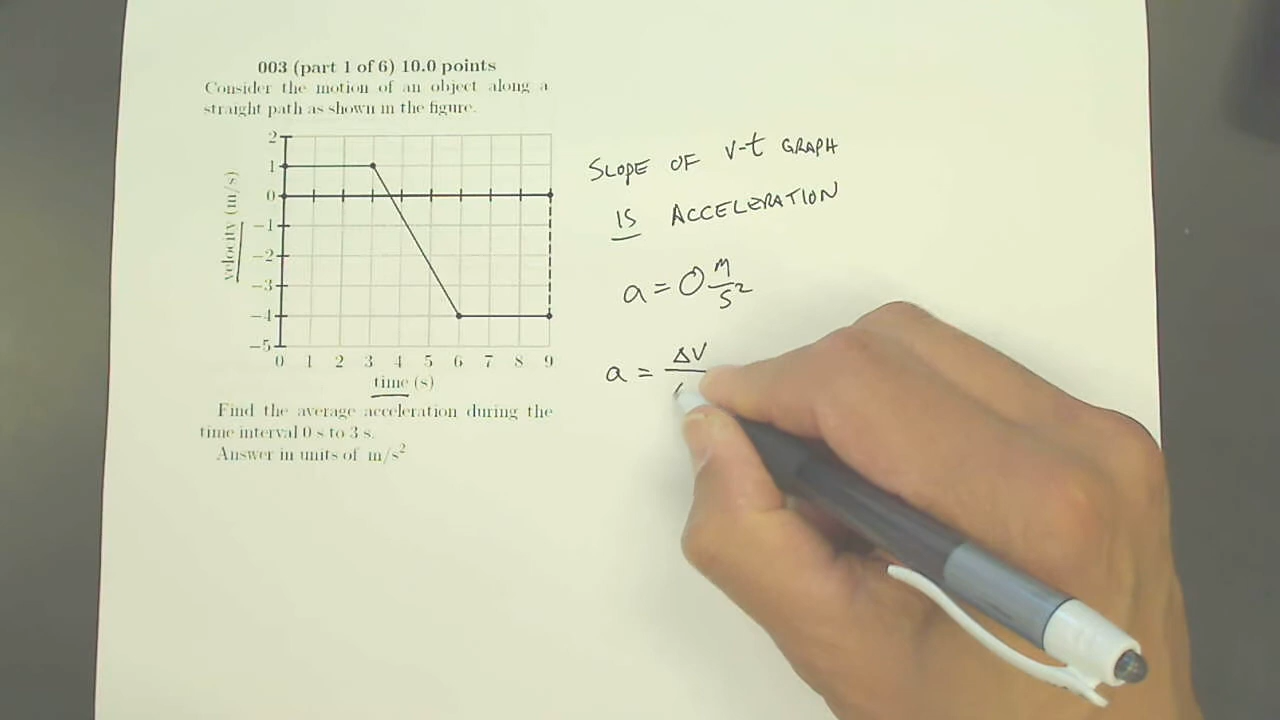 003 (part 1 of 6) 10.0 points
Consider the motion of an object along a
straight path as shown in the figure.
2
1
0
−1
−2
−3
−4
−5
velocity (m/s)
0 1 2 3 4 5 6 7 8 9
time (s)
Find the average acceleration during the
time interval 0 s to 3 s.
Answer in units of m/s²
SLOPE OF v-t GRAPH
IS ACCELERATION
a = 0 m/s²
a = ΔV